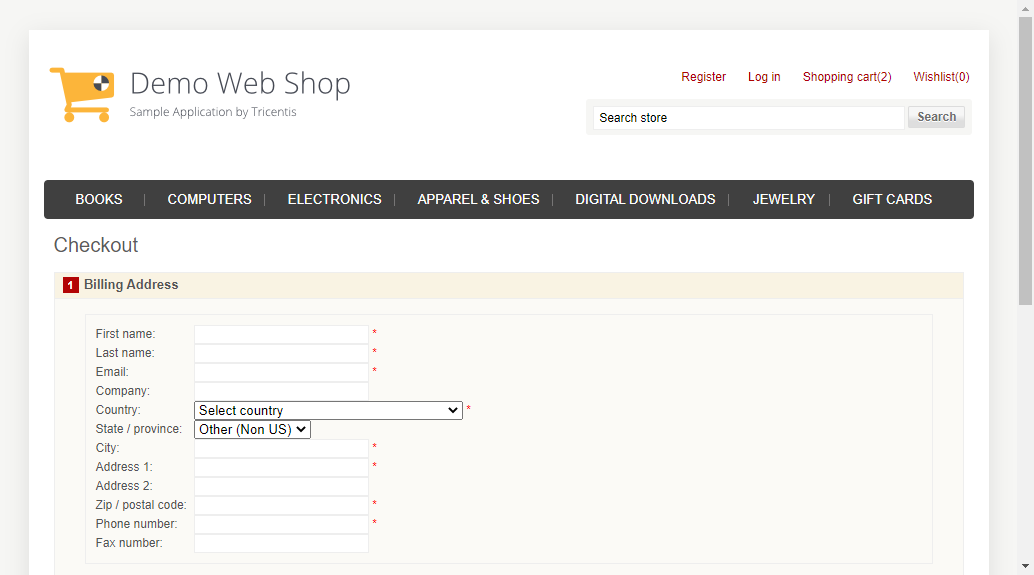 Demo Web Shop
Sample Application by Tricentis
Register Log in Shopping cart(2) Wishlist(0)
Search store Search
BOOKS COMPUTERS ELECTRONICS APPAREL & SHOES DIGITAL DOWNLOADS JEWELRY GIFT CARDS
Checkout
1 Billing Address
First name: *
Last name: *
Email: *
Company:
Country: Select country *
State / province: Other (Non US)
City: *
Address 1: *
Address 2:
Zip / postal code: *
Phone number: *
Fax number: